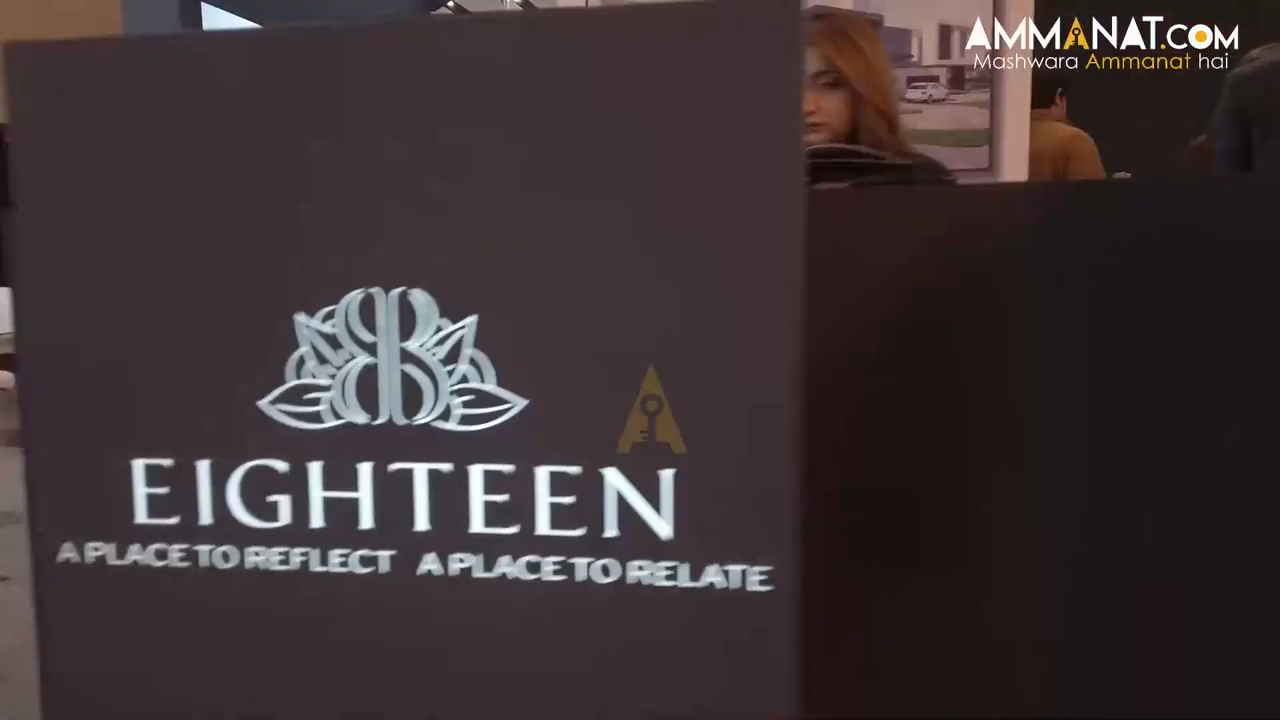 AMMANAT.COM
Mashwara Ammanat hai
EIGHTEEN
A PLACE TO REFLECT A PLACE TO RELATE